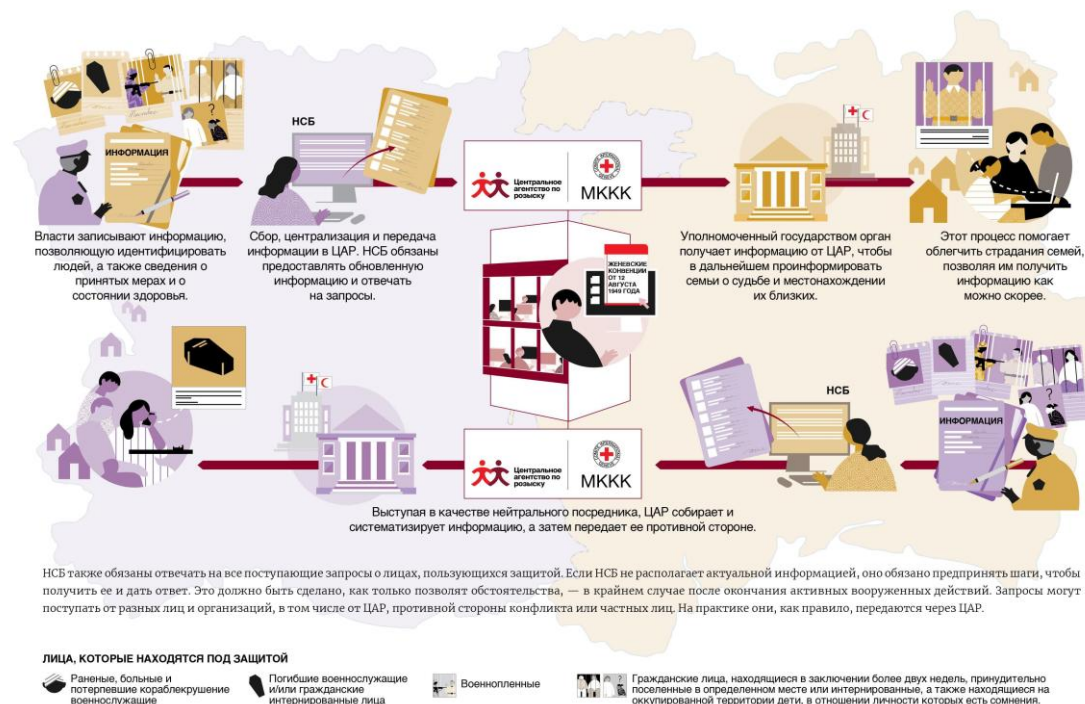 НСБ
ИНФОРМАЦИЯ
Центральное
агентство по
розыску
COMITE INTERNATIONAL GENEVE
МККК
Власти записывают информацию,
позволяющую идентифицировать
людей, а также сведения о
принятых мерах и о
состоянии здоровья.
Сбор, централизация и передача
информации в ЦАР. НСБ обязаны
предоставлять обновленную
информацию и отвечать
на запросы.
ЖЕНЕВСКИЕ
КОНВЕНЦИИ
ОТ 12
АВГУСТА
1949 ГОДА
Уполномоченный государством орган
получает информацию от ЦАР, чтобы
в дальнейшем проинформировать
семьи о судьбе и местонахождении
их близких.
Этот процесс помогает
облегчить страдания семей,
позволяя им получить
информацию как
можно скорее.
НСБ
ИНФОРМАЦИЯ
Центральное
агентство по
розыску
COMITE INTERNATIONAL GENEVE
МККК
Выступая в качестве нейтрального посредника, ЦАР собирает и
систематизирует информацию, а затем передает ее противной стороне.
НСБ также обязаны отвечать на все поступающие запросы о лицах, пользующихся защитой. Если НСБ не располагает актуальной информацией, оно обязано предпринять шаги, чтобы
получить ее и дать ответ. Это должно быть сделано, как только позволят обстоятельства, — в крайнем случае после окончания активных вооруженных действий. Запросы могут
поступать от разных лиц и организаций, в том числе от ЦАР, противной стороны конфликта или частных лиц. На практике они, как правило, передаются через ЦАР.
ЛИЦА, КОТОРЫЕ НАХОДЯТСЯ ПОД ЗАЩИТОЙ
Раненые, больные и
потерпевшие кораблекрушение
военнослужащие
Погибшие военнослужащие
и/или гражданские
интернированные лица
Военнопленные
Гражданские лица, находящиеся в заключении более двух недель, принудительно
поселенные в определенном месте или интернированные, а также находящиеся на
оккупированной территории дети, в отношении личности которых есть сомнения.